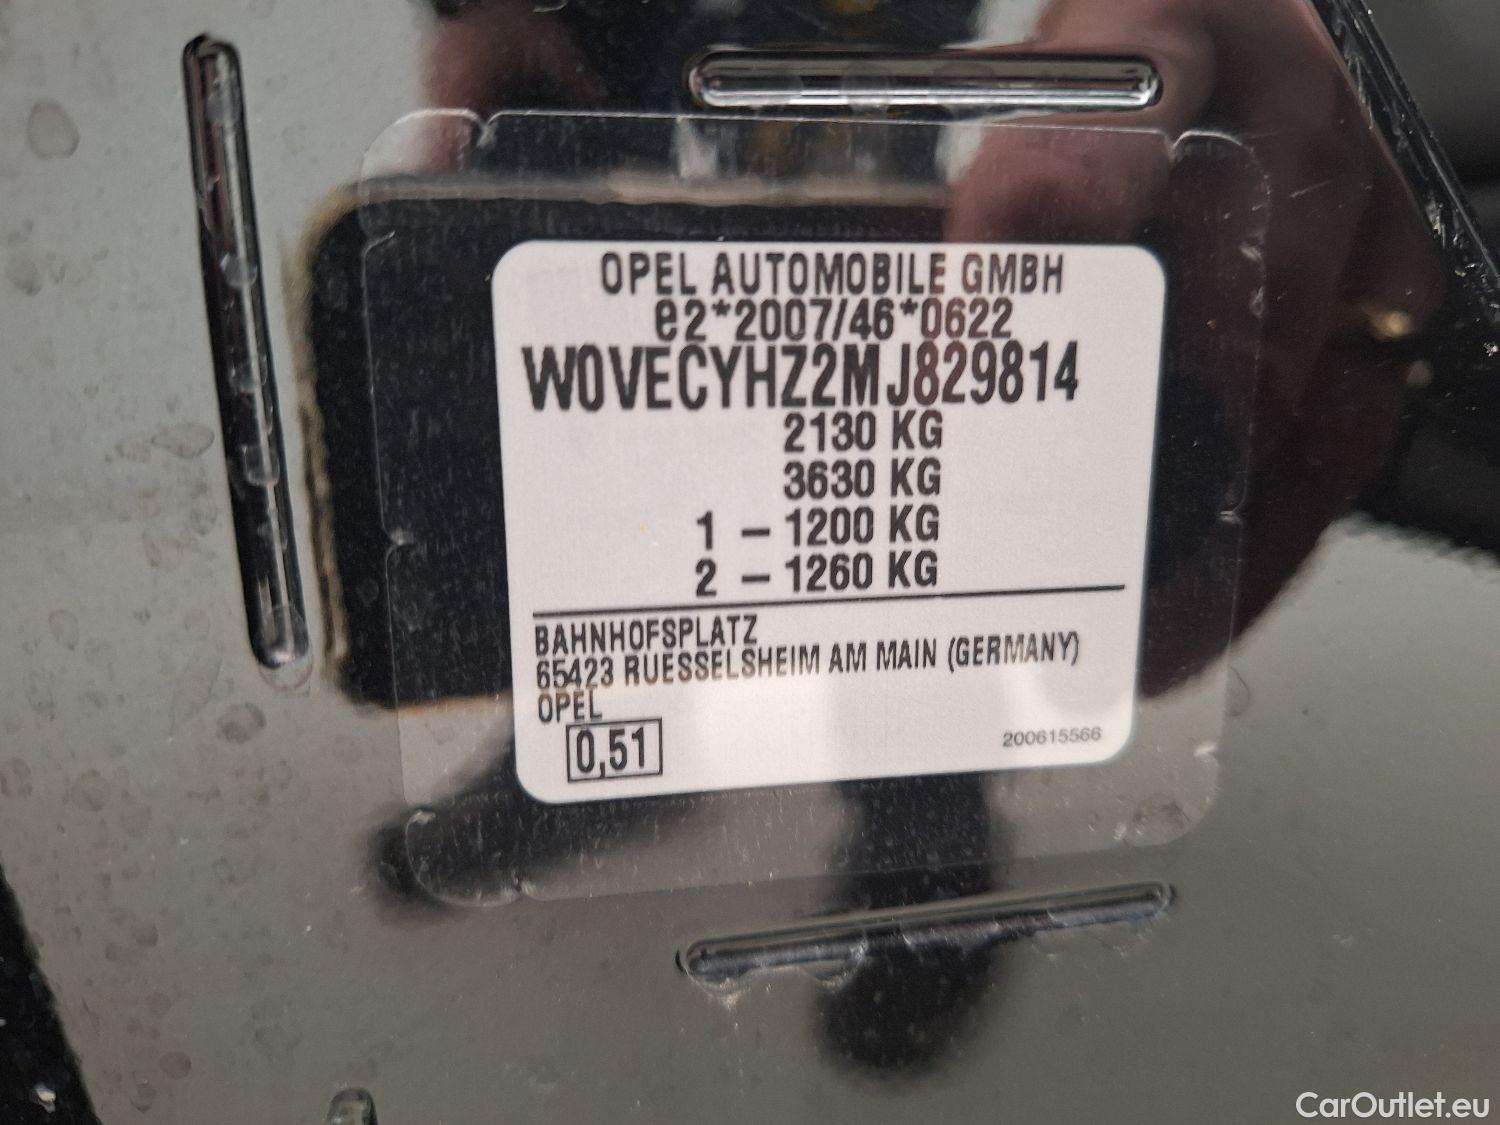 OPEL AUTOMOBILE GMBH
e2*2007/46*0622
W0VECYHZ2MJ829814
2130 KG
3630 KG
1 – 1200 KG
2 – 1260 KG
BAHNHOFSPLATZ
65423 RUESSELSHEIM AM MAIN (GERMANY)
OPEL
0,51
200615566
CarOutlet.eu